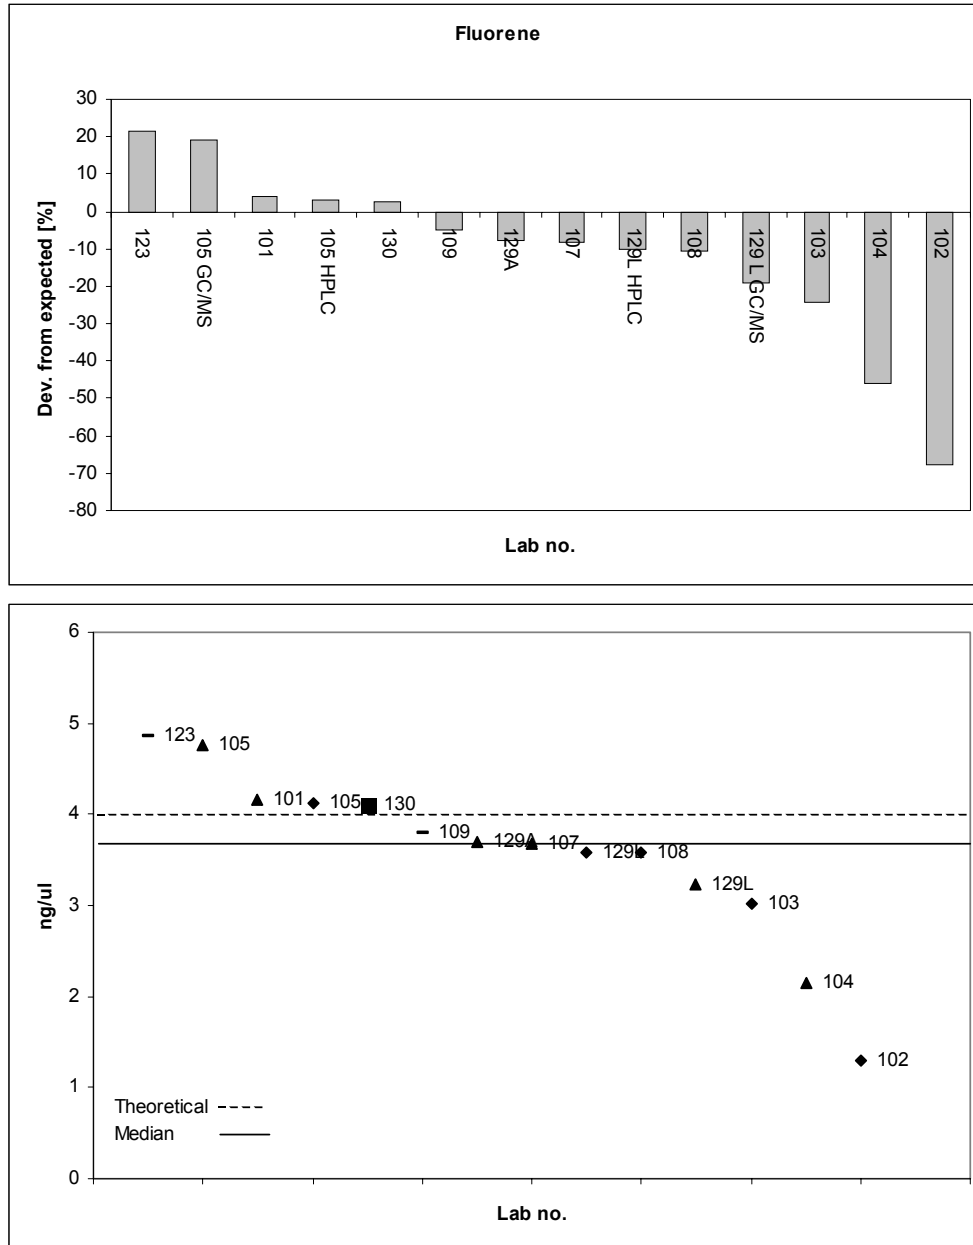 Fluorene
30
20
10
0
-10
-20
-30
-40
-50
-60
-70
-80
Dev. from expected [%]
123
105 GC/MS
101
105 HPLC
130
109
129A
107
129L HPLC
108
129 L GC/MS
103
104
102
Lab no.
6
5
4
3
2
1
0
ng/ul
123
105
101
105
130
109
129A
107
129L
108
129L
103
104
102
Theoretical
Median
Lab no.